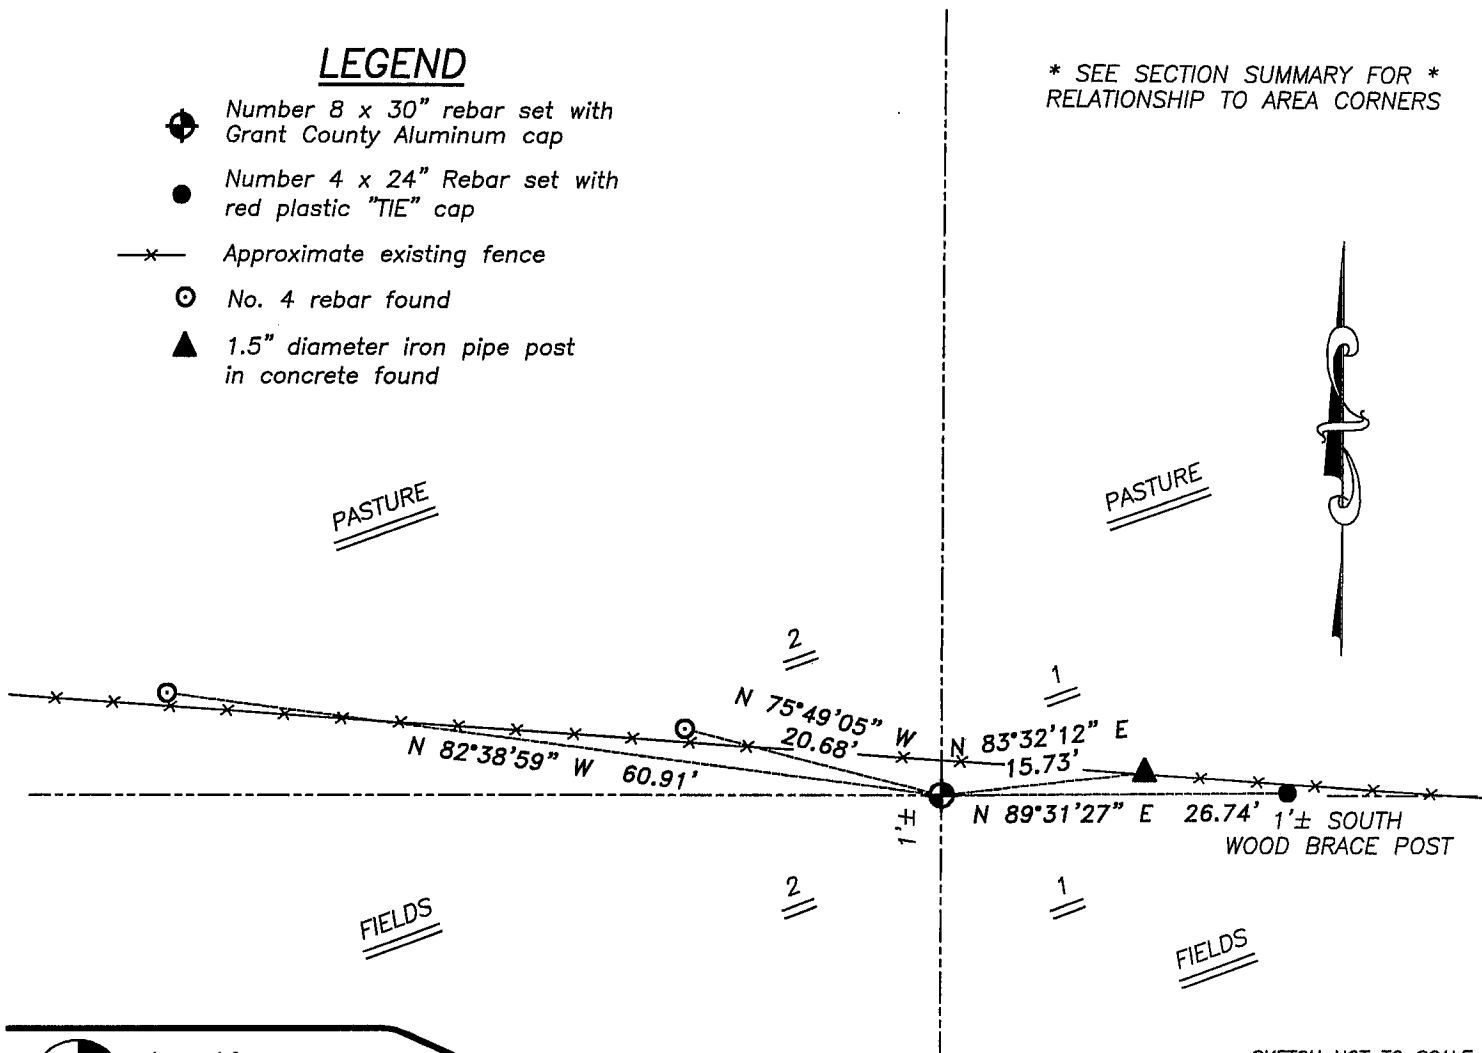 LEGEND
Number 8 x 30" rebar set with
Grant County Aluminum cap
Number 4 x 24" Rebar set with
red plastic "TIE" cap
Approximate existing fence
No. 4 rebar found
1.5" diameter iron pipe post
in concrete found
* SEE SECTION SUMMARY FOR *
RELATIONSHIP TO AREA CORNERS
PASTURE
PASTURE
2
1
N 75°49'05" W
20.68'
N 83°32'12" E
15.73'
N 82°38'59" W 60.91'
1'±
N 89°31'27" E 26.74'
1'± SOUTH
WOOD BRACE POST
2
1
FIELDS
FIELDS
SKETCH NOT TO SCALE